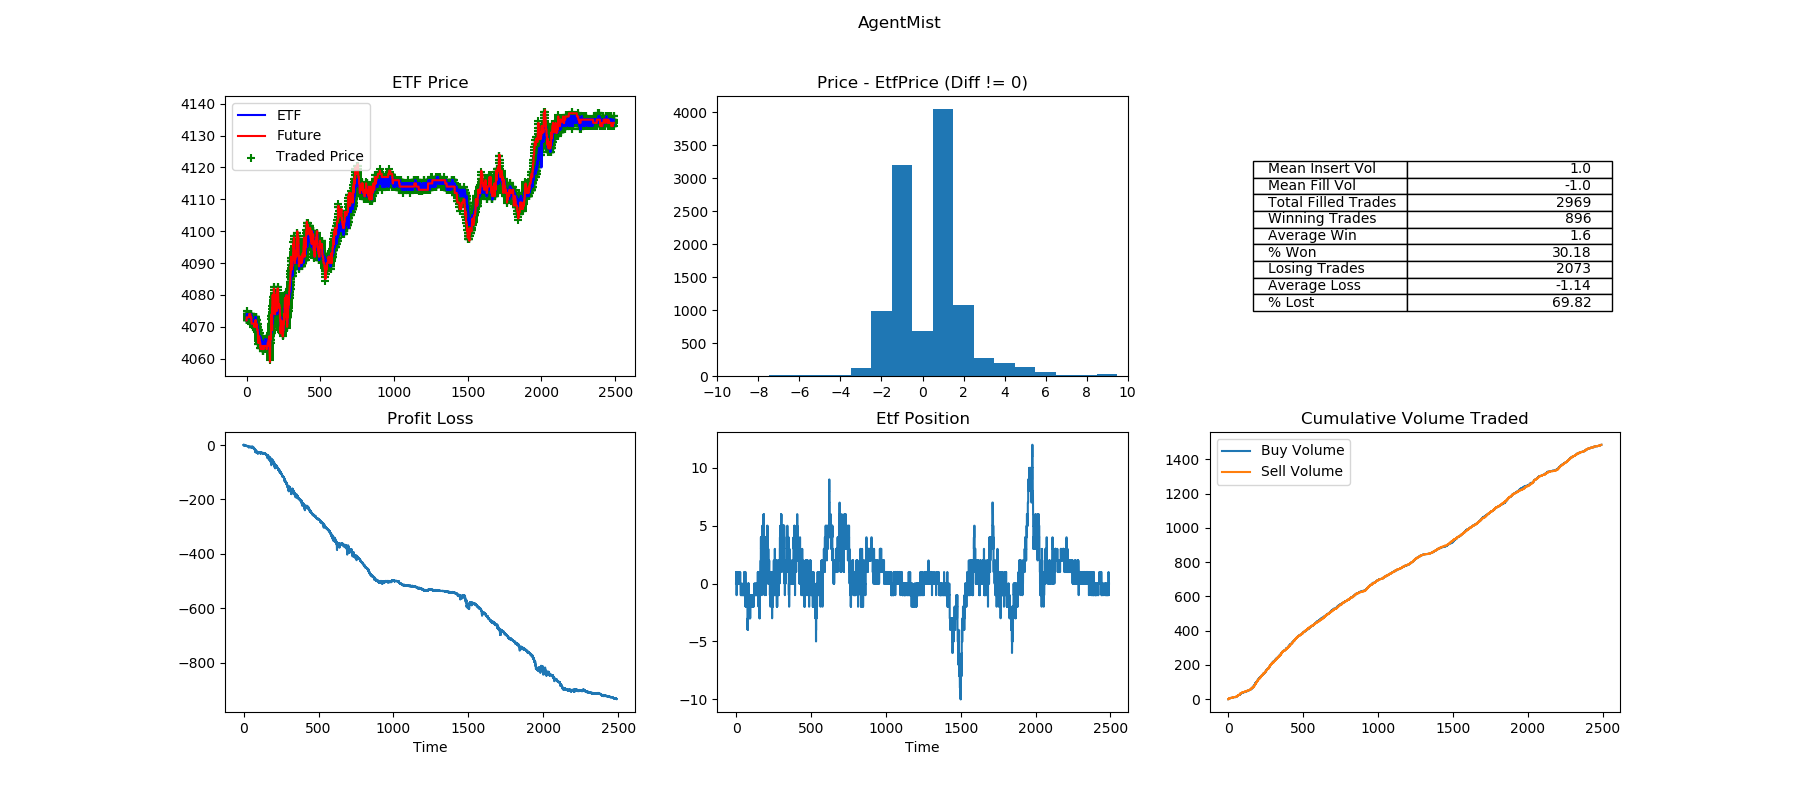 AgentMist
ETF Price
4140
4130
4120
4110
4100
4090
4080
4070
4060
ETF
Future
Traded Price
0 500 1000 1500 2000 2500
Price - EtfPrice (Diff != 0)
4000
3500
3000
2500
2000
1500
1000
500
0
−10 −8 −6 −4 −2 0 2 4 6 8 10
Mean Insert Vol 1.0
Mean Fill Vol -1.0
Total Filled Trades 2969
Winning Trades 896
Average Win 1.6
% Won 30.18
Losing Trades 2073
Average Loss -1.14
% Lost 69.82
Profit Loss
0
−200
−400
−600
−800
0 500 1000 1500 2000 2500
Time
Etf Position
10
5
0
−5
−10
0 500 1000 1500 2000 2500
Time
Cumulative Volume Traded
Buy Volume
Sell Volume
1400
1200
1000
800
600
400
200
0
0 500 1000 1500 2000 2500